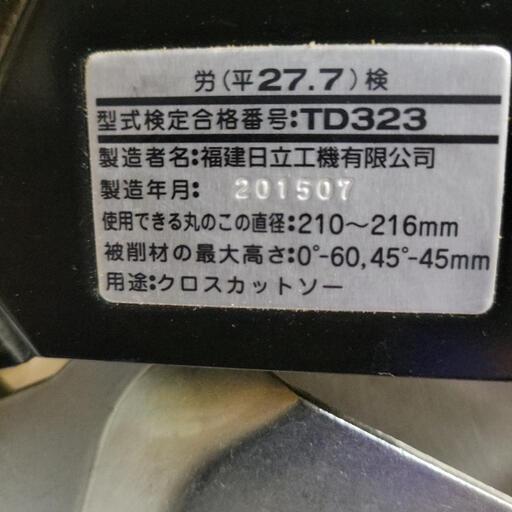 労(平27.7)検
型式検定合格番号:TD323
製造者名:福建日立工機有限公司
製造年月: 201507
使用できる丸のこの直径:210〜216mm
被削材の最大高さ:0°-60,45°-45mm
用途:クロスカットソー